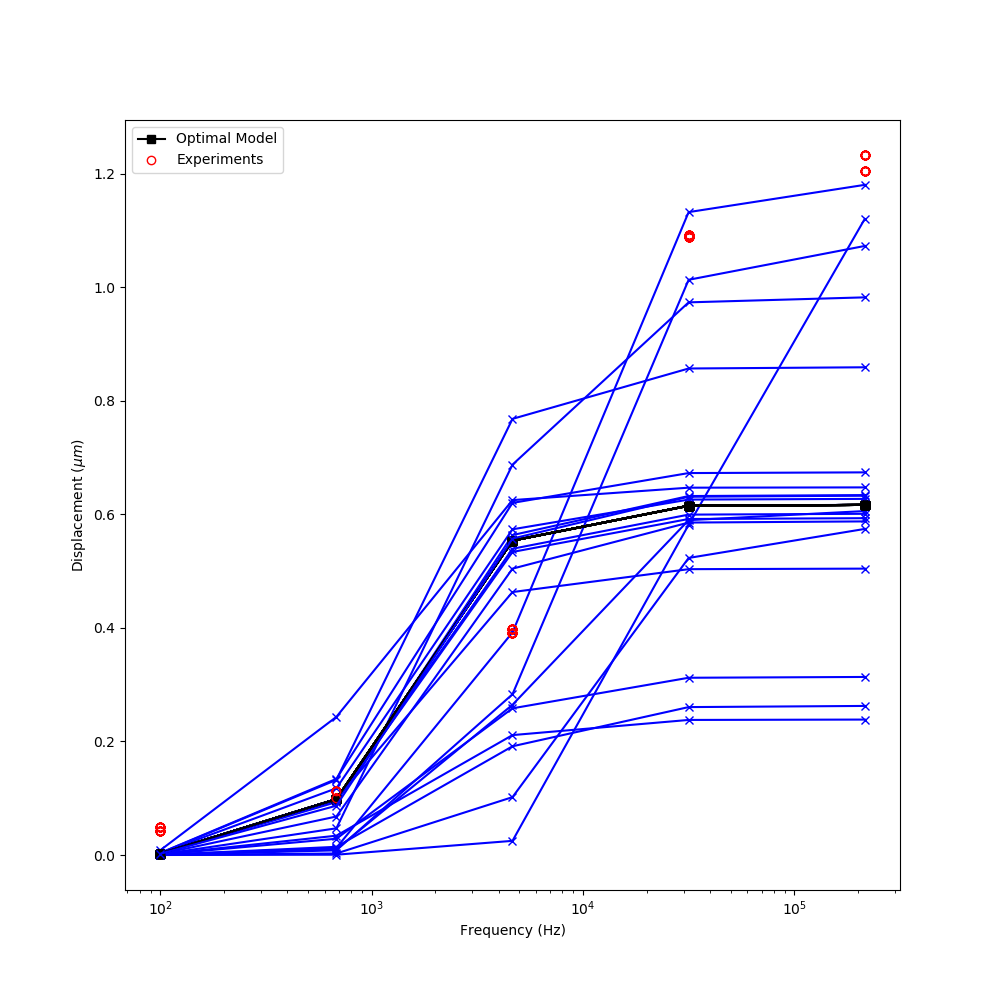 Optimal Model
Experiments
1.2
1.0
0.8
0.6
0.4
0.2
0.0
Displacement (μm)
10²
10³
10⁴
10⁵
Frequency (Hz)